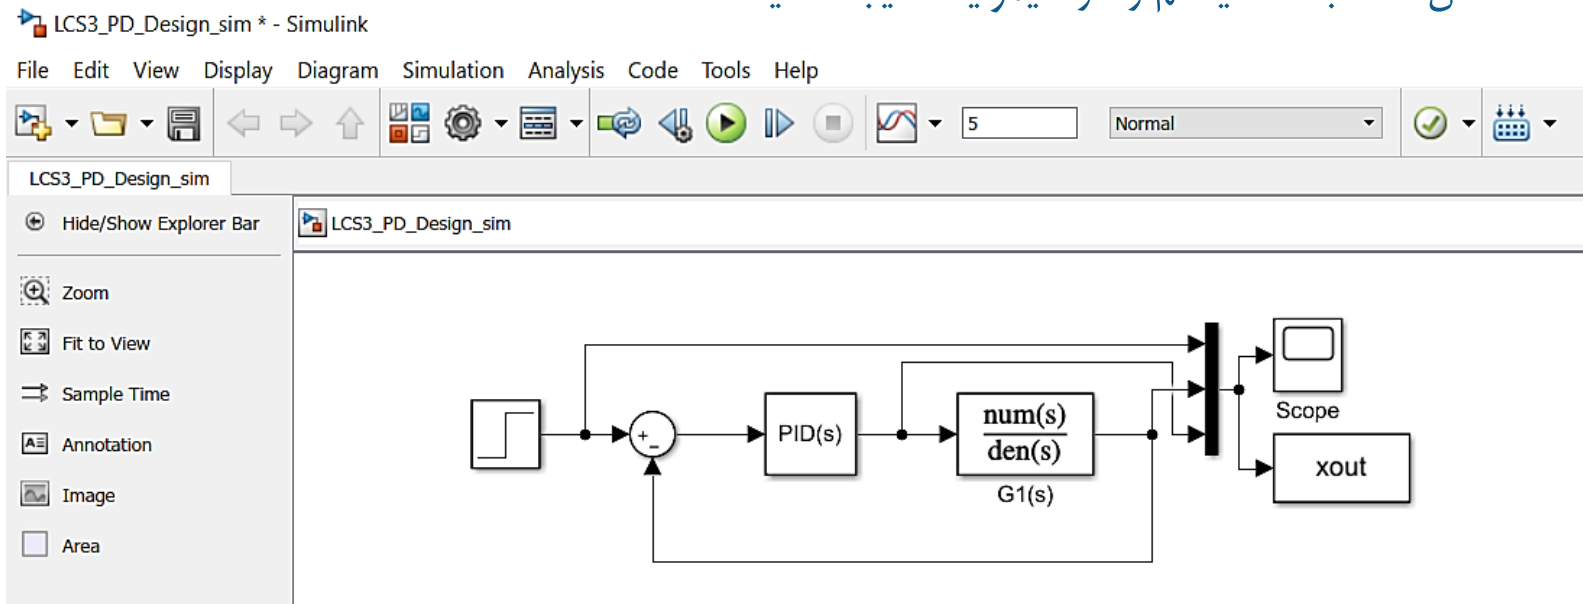 LCS3_PD_Design_sim * - Simulink
File Edit View Display Diagram Simulation Analysis Code Tools Help
5 Normal
LCS3_PD_Design_sim
Hide/Show Explorer Bar
LCS3_PD_Design_sim
Zoom
Fit to View
Sample Time
Annotation
Image
Area
+
-
PID(s)
num(s)
den(s)
G1(s)
Scope
xout